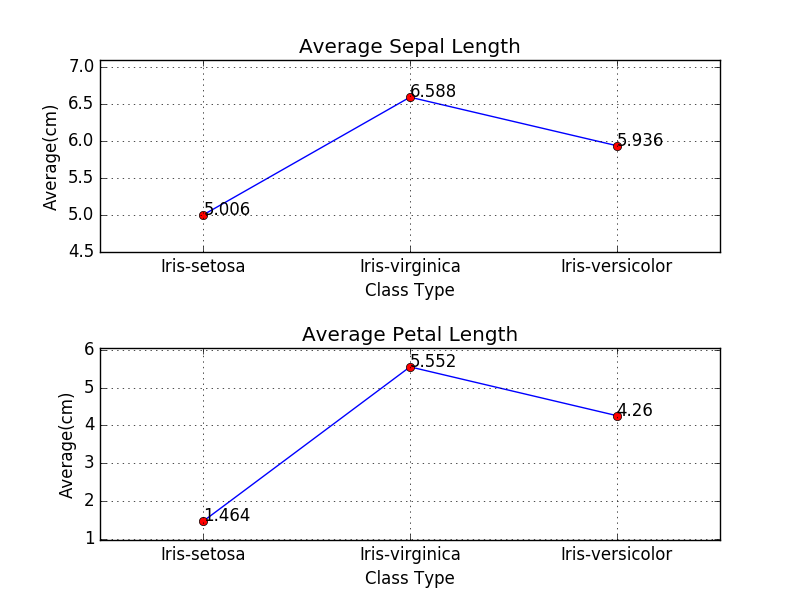 Average Sepal Length
7.0
6.5
6.0
5.5
5.0
4.5
Average(cm)
5.006
6.588
5.936
Iris-setosa
Iris-virginica
Iris-versicolor
Class Type
Average Petal Length
6
5
4
3
2
1
Average(cm)
1.464
5.552
4.26
Iris-setosa
Iris-virginica
Iris-versicolor
Class Type